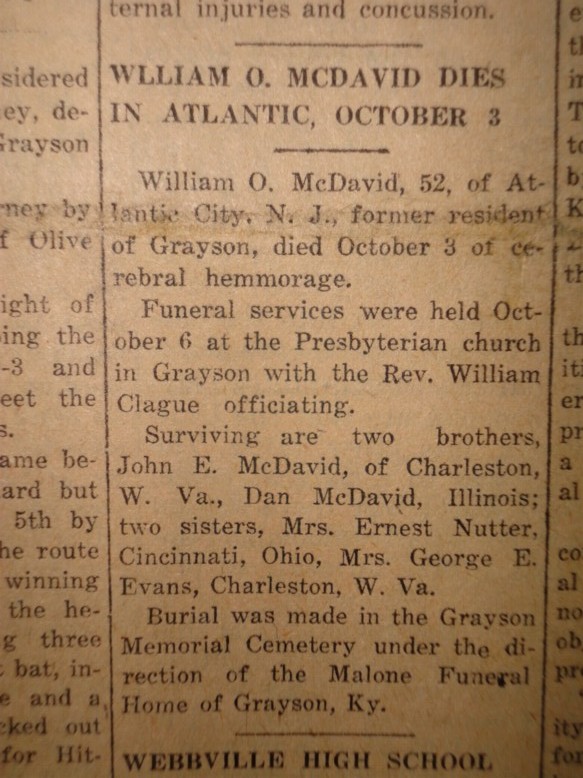 ternal injuries and concussion.
WLLIAM O. MCDAVID DIES
IN ATLANTIC, OCTOBER 3
William O. McDavid, 52, of At-
lantic City, N. J., former resident
of Grayson, died October 3 of ce-
rebral hemmorage.
Funeral services were held Oct-
ober 6 at the Presbyterian church
in Grayson with the Rev. William
Clague officiating.
Surviving are two brothers,
John E. McDavid, of Charleston,
W. Va., Dan McDavid, Illinois;
two sisters, Mrs. Ernest Nutter,
Cincinnati, Ohio, Mrs. George E.
Evans, Charleston, W. Va.
Burial was made in the Grayson
Memorial Cemetery under the di-
rection of the Malone Funeral
Home of Grayson, Ky.
WEBBVILLE HIGH SCHOOL
sidered
ey, de-
Grayson
rney by
f Olive
ight of
ing the
-3 and
eet the
s.
ame be-
ard but
5th by
he route
winning
the he-
g three
bat, in-
e and a
cked out
for Hit-